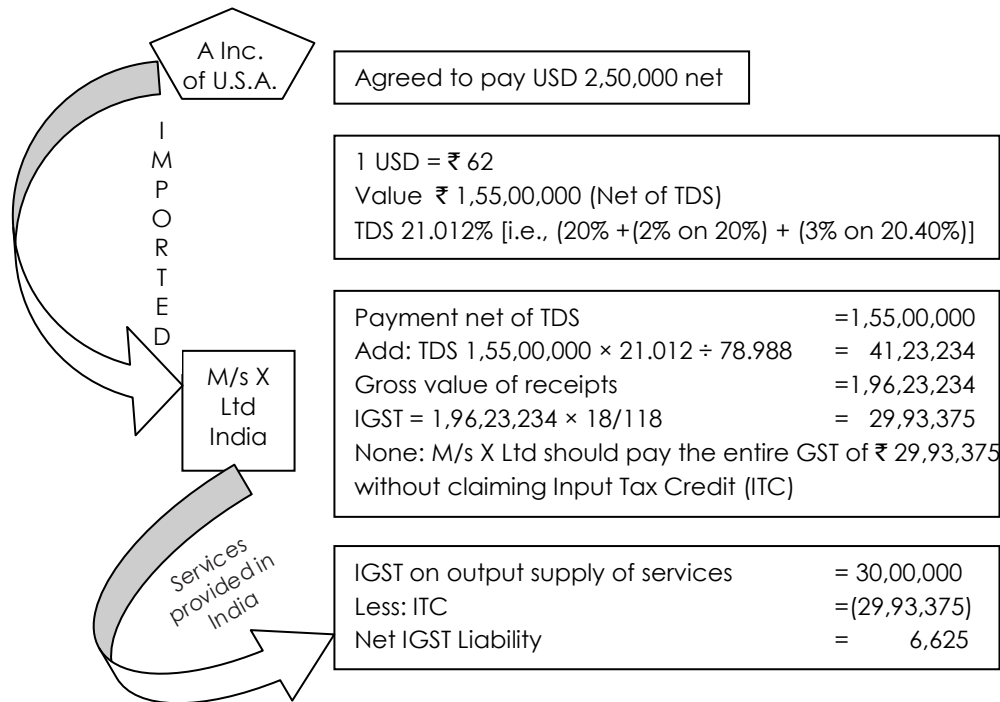 A Inc.
of U.S.A.
Agreed to pay USD 2,50,000 net
IMPORTED
1 USD = ₹ 62
Value ₹ 1,55,00,000 (Net of TDS)
TDS 21.012% [i.e., (20% +(2% on 20%) + (3% on 20.40%)]
Payment net of TDS =1,55,00,000
Add: TDS 1,55,00,000 × 21.012 ÷ 78.988 = 41,23,234
Gross value of receipts =1,96,23,234
IGST = 1,96,23,234 × 18/118 = 29,93,375
None: M/s X Ltd should pay the entire GST of ₹ 29,93,375
without claiming Input Tax Credit (ITC)
M/s X
Ltd
India
Services
provided in
India
IGST on output supply of services = 30,00,000
Less: ITC =(29,93,375)
Net IGST Liability = 6,625